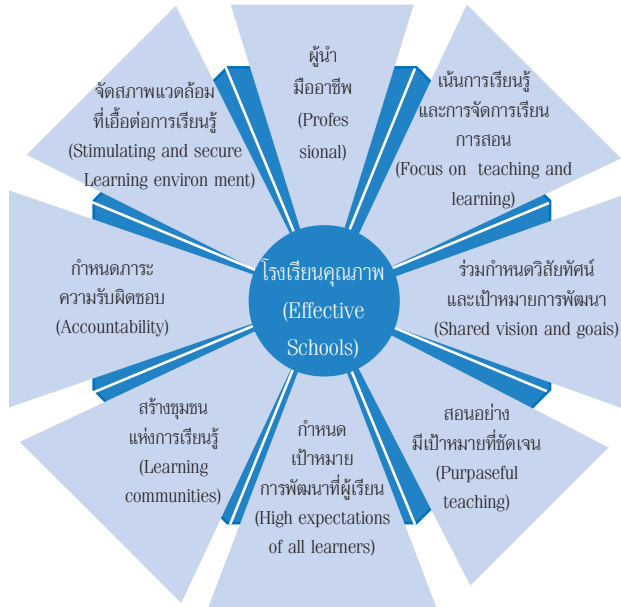 ผู้นำ
มืออาชีพ
(Profes
sional)
เน้นการเรียนรู้
และการจัดการเรียน
การสอน
(Focus on teaching and
learning)
ร่วมกำหนดวิสัยทัศน์
และเป้าหมายการพัฒนา
(Shared vision and goais)
สอนอย่าง
มีเป้าหมายที่ชัดเจน
(Purpaseful
teaching)
กำหนด
เป้าหมาย
การพัฒนาที่ผู้เรียน
(High expectations
of all learners)
สร้างชุมชน
แห่งการเรียนรู้
(Learning
communities)
กำหนดภาระ
ความรับผิดชอบ
(Accountability)
จัดสภาพแวดล้อม
ที่เอื้อต่อการเรียนรู้
(Stimulating and secure
Learning environ ment)
โรงเรียนคุณภาพ
(Effective
Schools)